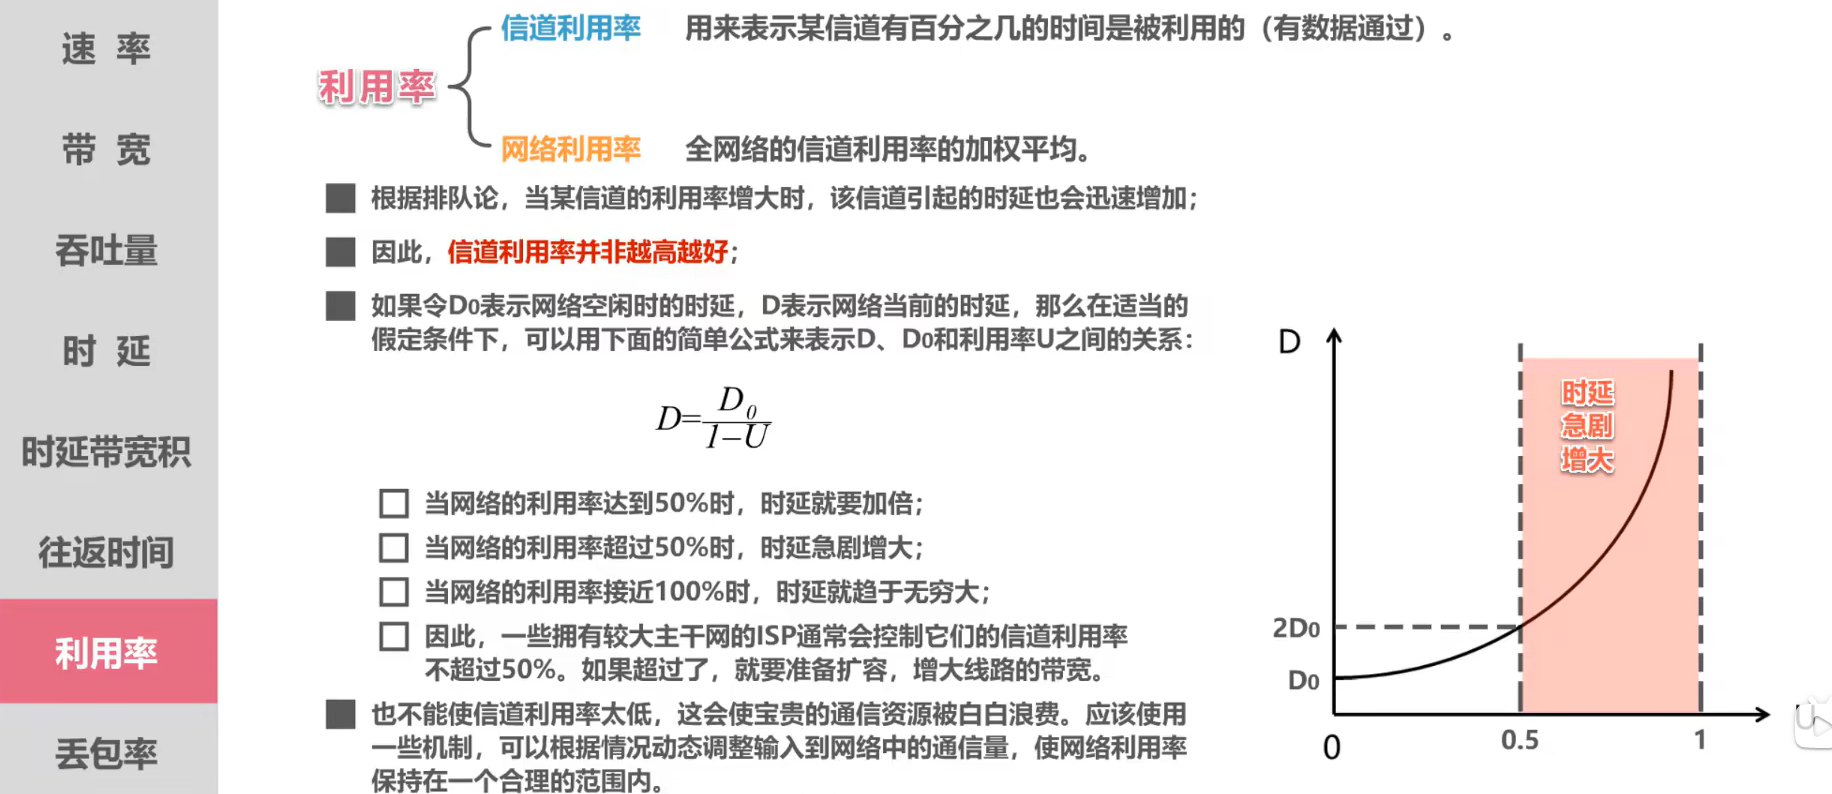 速 率
带 宽
吞吐量
时 延
时延带宽积
往返时间
利用率
丢包率
利用率
信道利用率 用来表示某信道有百分之几的时间是被利用的（有数据通过）。
网络利用率 全网络的信道利用率的加权平均。
根据排队论，当某信道的利用率增大时，该信道引起的时延也会迅速增加；
因此，信道利用率并非越高越好；
如果令D0表示网络空闲时的时延，D表示网络当前的时延，那么在适当的
假定条件下，可以用下面的简单公式来表示D、D0和利用率U之间的关系：
D=D0/1-U
当网络的利用率达到50%时，时延就要加倍；
当网络的利用率超过50%时，时延急剧增大；
当网络的利用率接近100%时，时延就趋于无穷大；
因此，一些拥有较大主干网的ISP通常会控制它们的信道利用率
不超过50%。如果超过了，就要准备扩容，增大线路的带宽。
也不能使信道利用率太低，这会使宝贵的通信资源被白白浪费。应该使用
一些机制，可以根据情况动态调整输入到网络中的通信量，使网络利用率
保持在一个合理的范围内。
D
时延
急剧
增大
2D0
D0
0
0.5
1
U